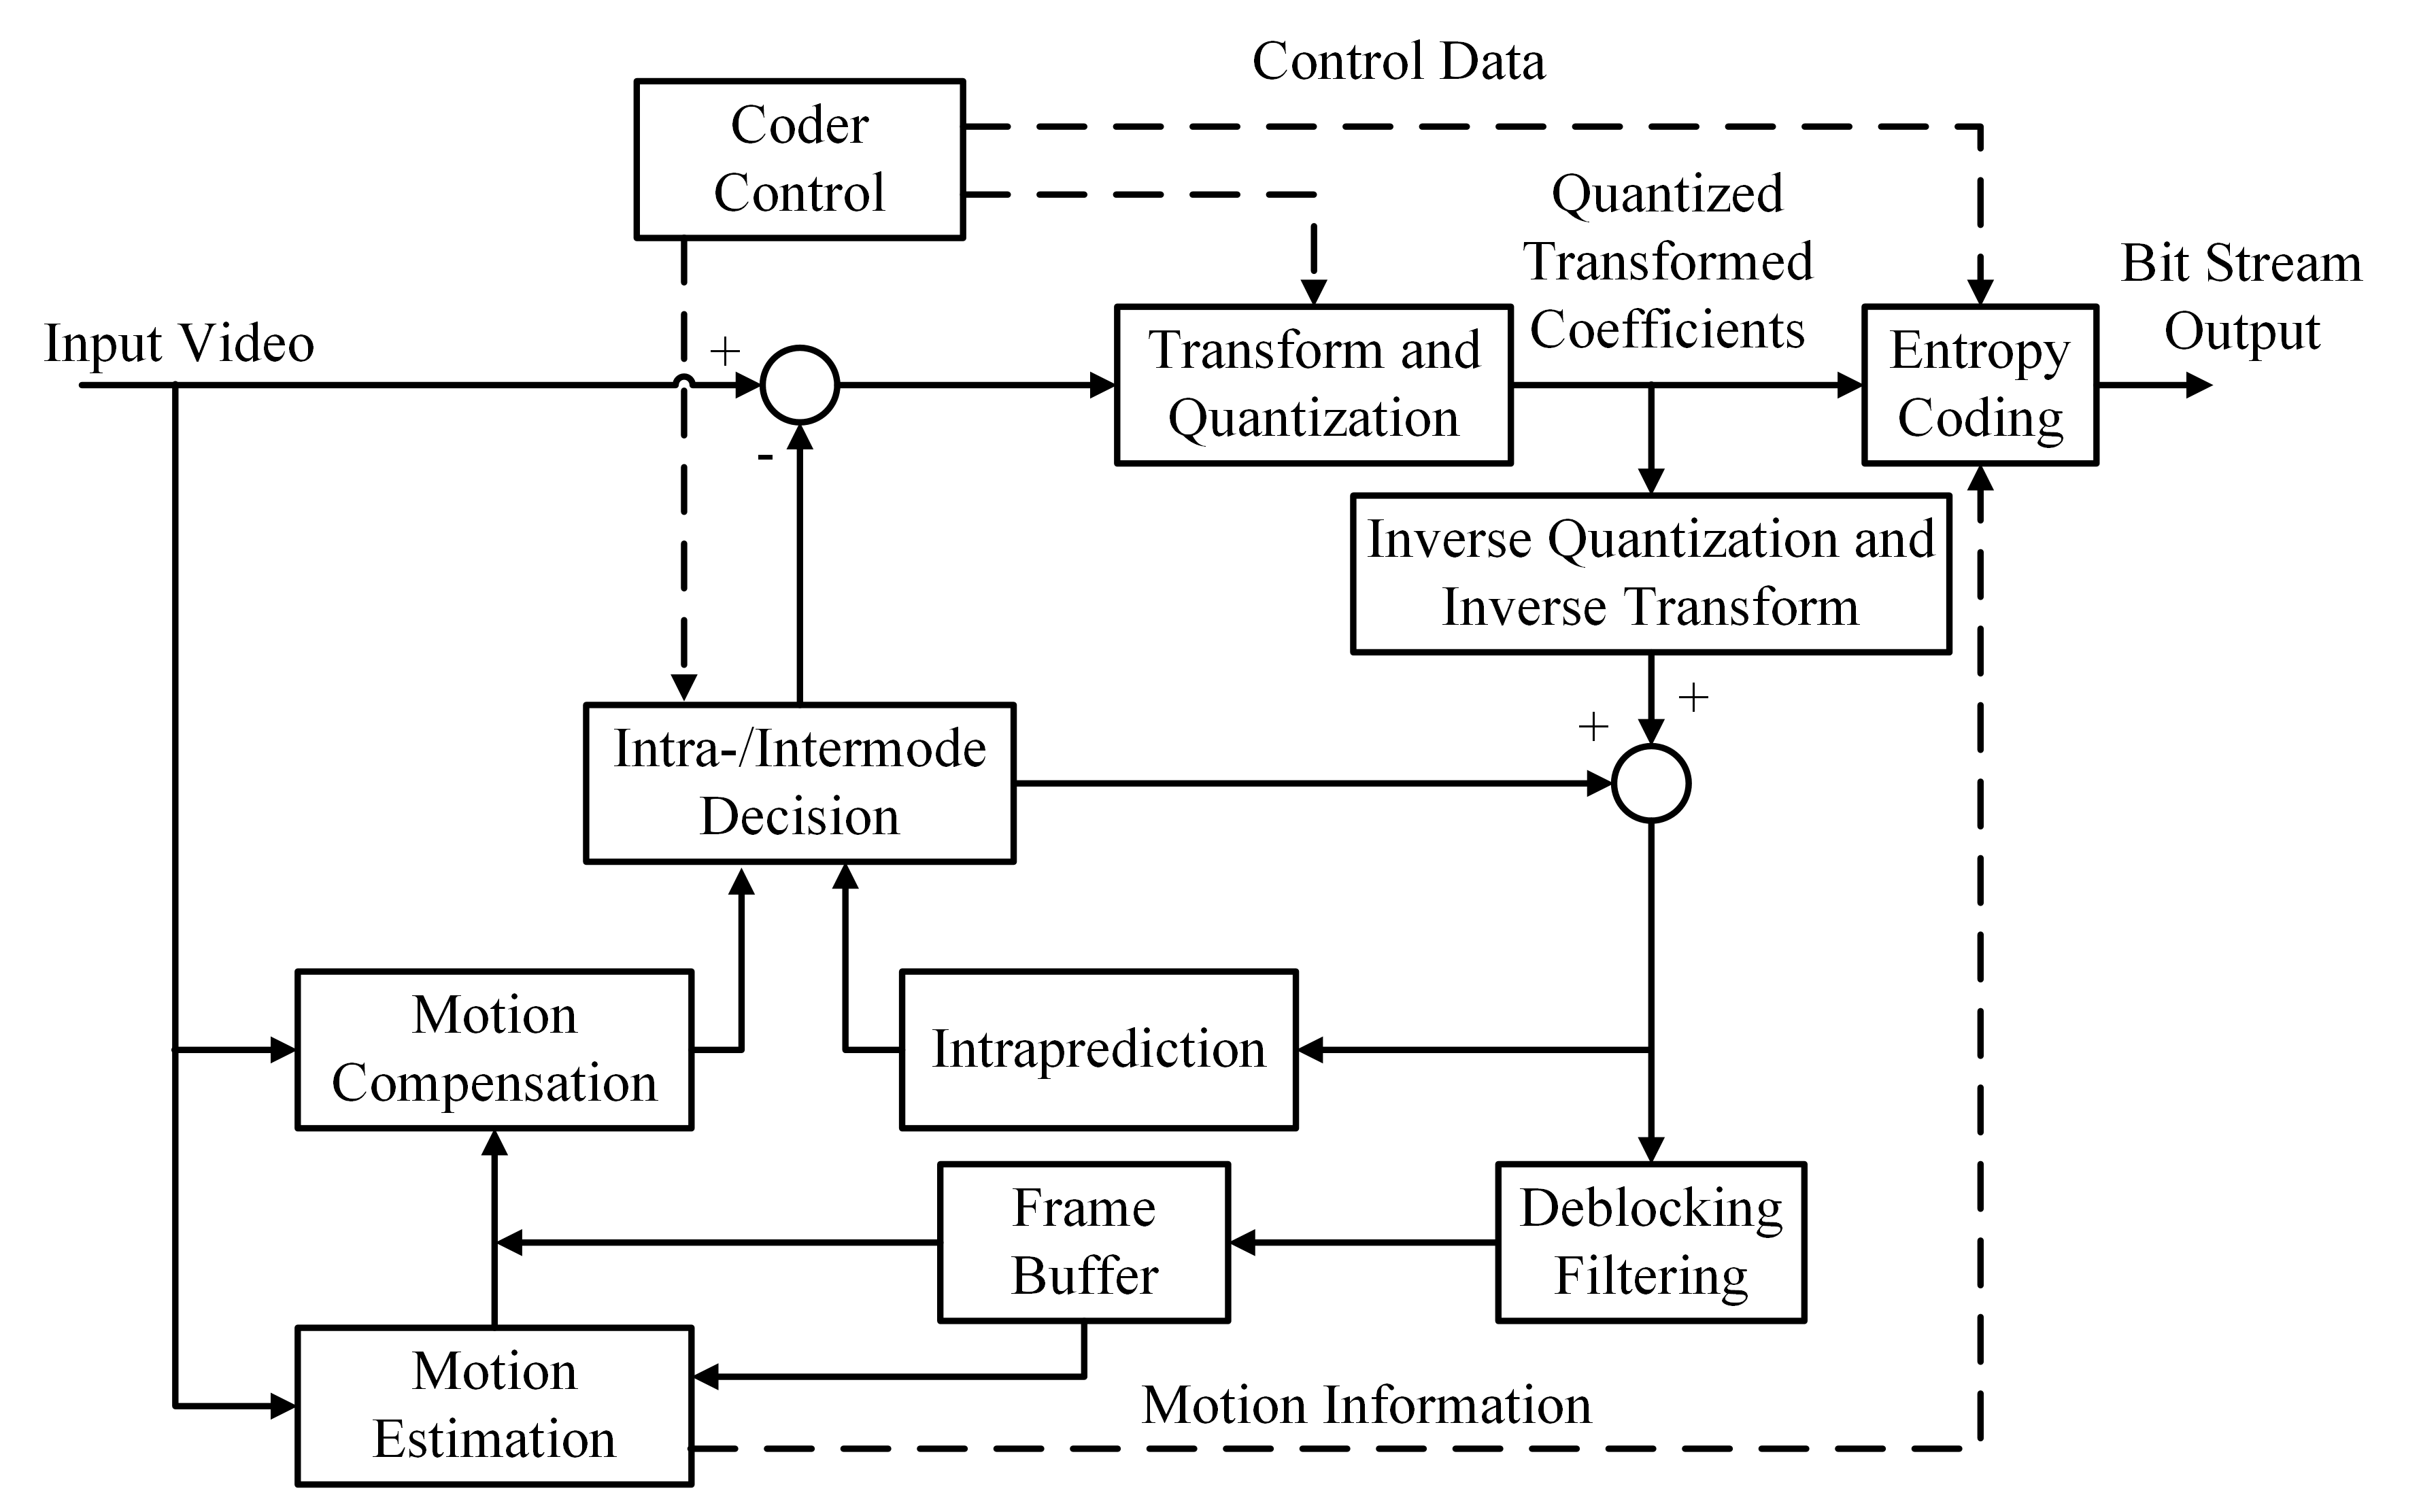 Control Data
Coder
Control
Quantized
Transformed
Coefficients
Bit Stream
Output
Input Video
+
-
Transform and
Quantization
Entropy
Coding
Inverse Quantization and
Inverse Transform
+
+
Intra-/Intermode
Decision
Motion
Compensation
Intraprediction
Frame
Buffer
Deblocking
Filtering
Motion
Estimation
Motion Information